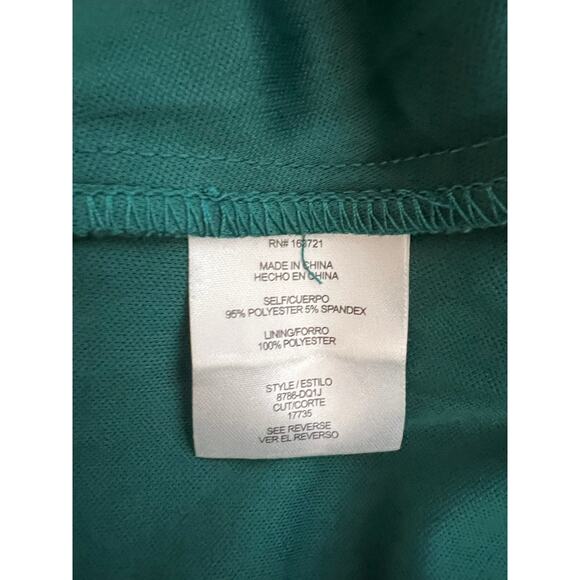 RN# 163721
MADE IN CHINA
HECHO EN CHINA
SELF/CUERPO
95% POLYESTER 5% SPANDEX
LINING/FORRO
100% POLYESTER
STYLE / ESTILO
8786-DQ1J
CUT/CORTE
17735
SEE REVERSE
VER EL REVERSO